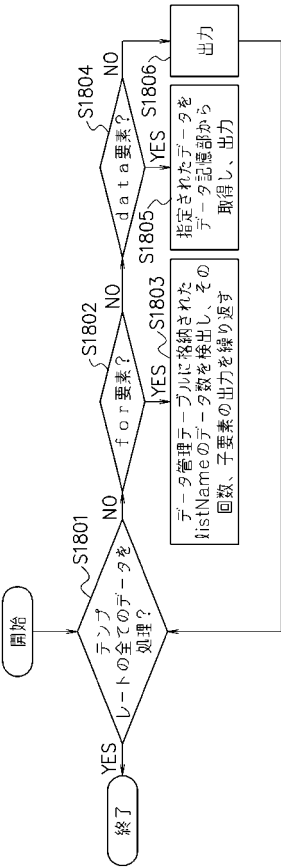 開始
S1801
テンプ
レートの全てのデータを
処理?
YES
終了
NO
S1802
for要素?
YES
S1803
データ管理テーブルに格納された
listNameのデータ数を検出し、その
回数、子要素の出力を繰り返す
NO
S1804
data要素?
YES
S1805
指定されたデータを
データ記憶部から
取得し、出力
NO
S1806
出力